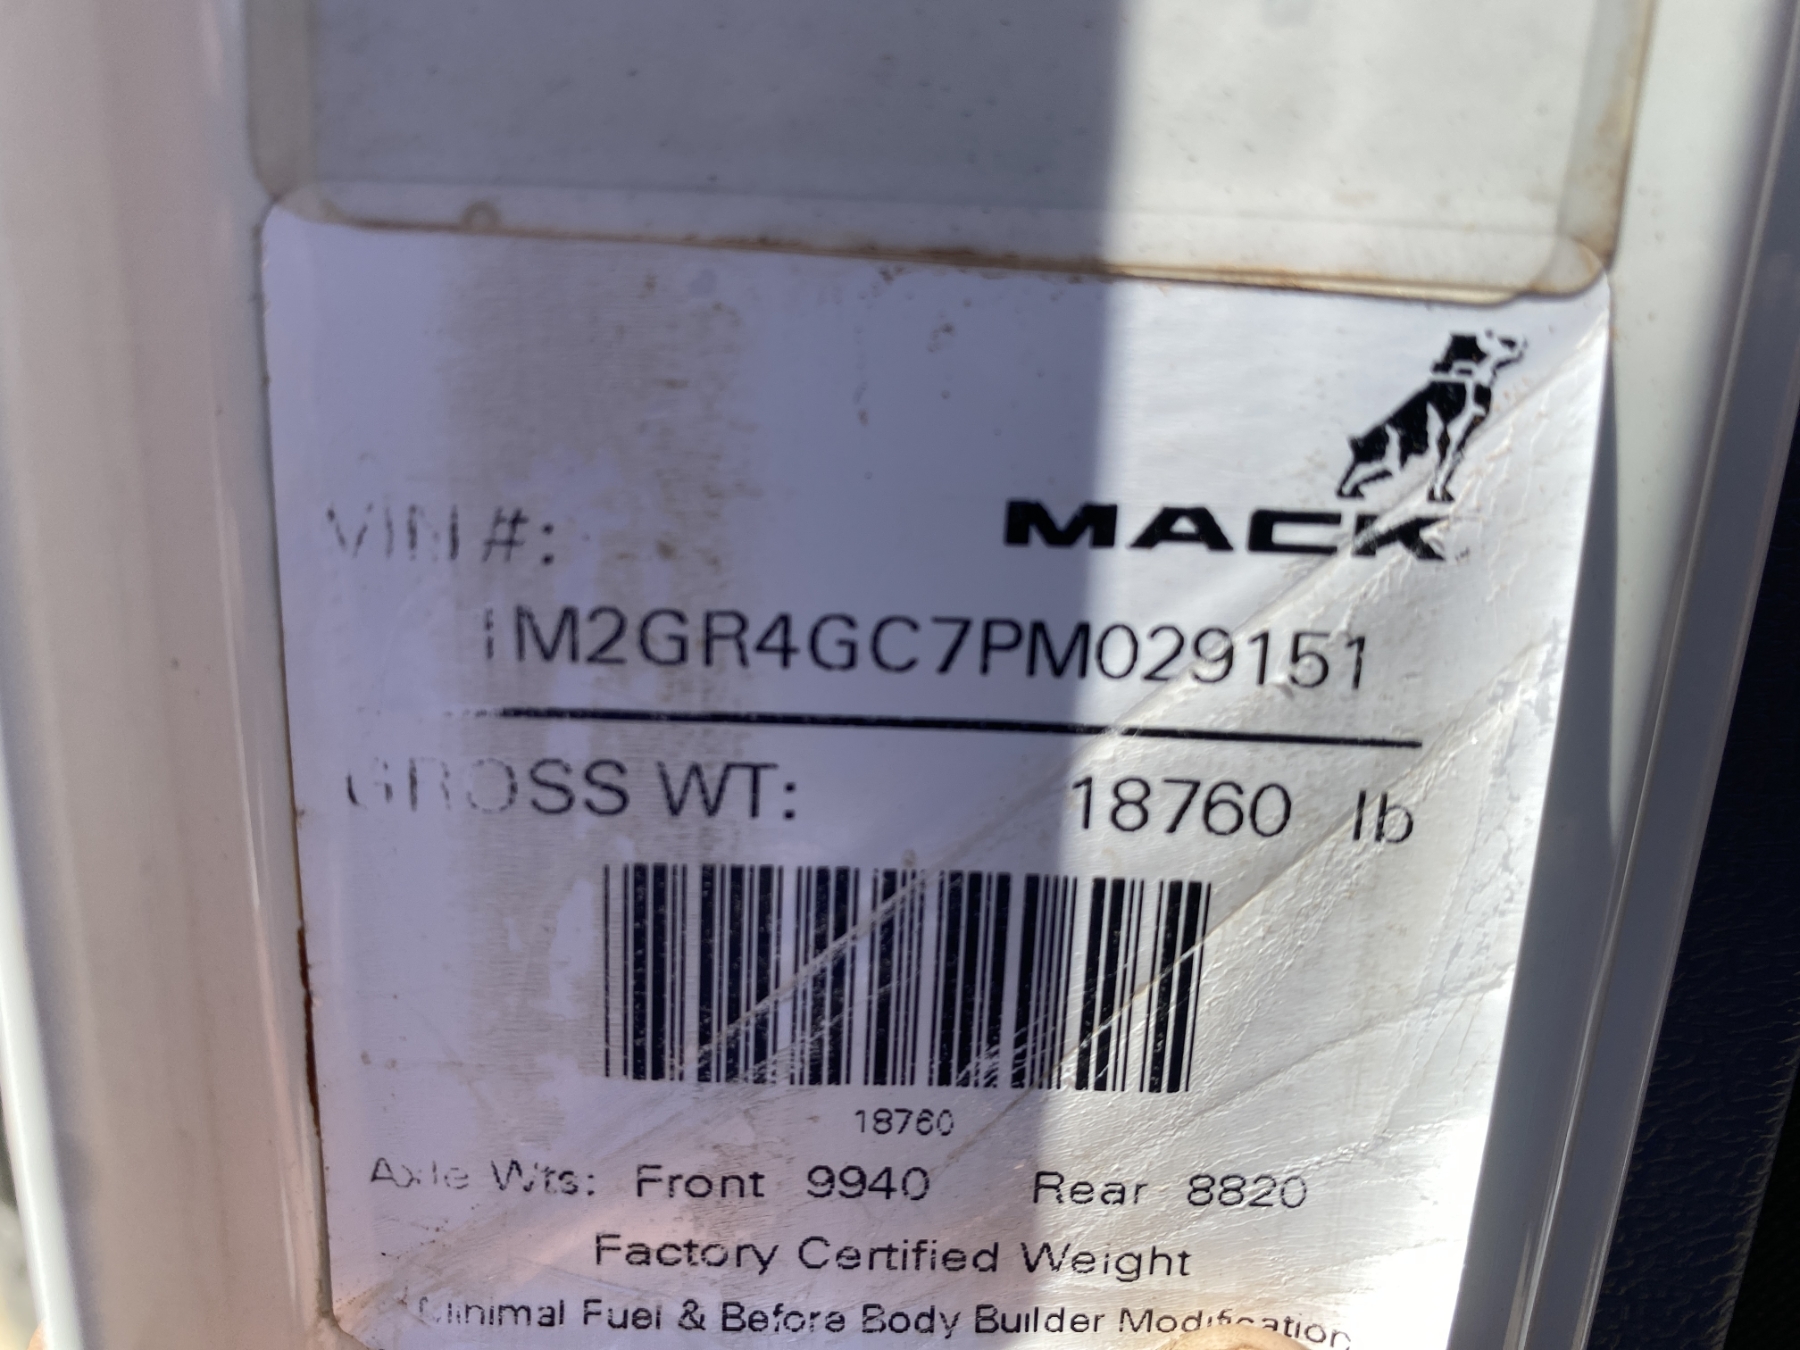 MACK
VIN #:
1M2GR4GC7PM029151
GROSS WT: 18760 lb
18760
Axle Wts: Front 9940 Rear 8820
Factory Certified Weight
Minimal Fuel & Before Body Builder Modification